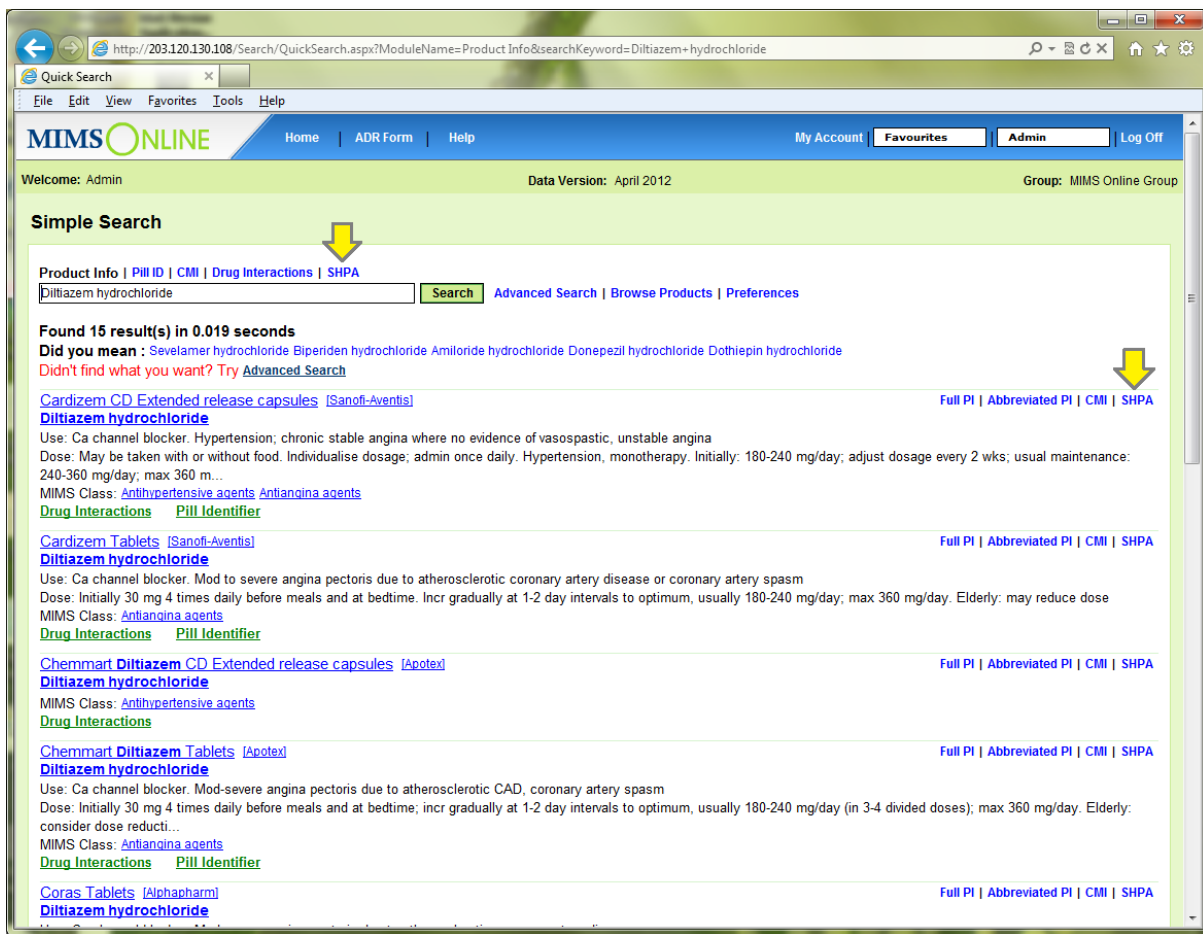 http://203.120.130.108/Search/QuickSearch.aspx?ModuleName=Product Info&searchKeyword=Diltiazem+hydrochloride
Quick Search
File Edit View Favorites Tools Help
MIMS ONLINE Home | ADR Form | Help My Account | Favourites | Admin | Log Off
Welcome: Admin Data Version: April 2012 Group: MIMS Online Group
Simple Search
Product Info | Pill ID | CMI | Drug Interactions | SHPA
Diltiazem hydrochloride Search Advanced Search | Browse Products | Preferences
Found 15 result(s) in 0.019 seconds
Did you mean : Sevelamer hydrochloride Biperiden hydrochloride Amiloride hydrochloride Donepezil hydrochloride Dothiepin hydrochloride
Didn't find what you want? Try Advanced Search
Cardizem CD Extended release capsules [Sanofi-Aventis] Full PI | Abbreviated PI | CMI | SHPA
Diltiazem hydrochloride
Use: Ca channel blocker. Hypertension; chronic stable angina where no evidence of vasospastic, unstable angina
Dose: May be taken with or without food. Individualise dosage; admin once daily. Hypertension, monotherapy. Initially: 180-240 mg/day; adjust dosage every 2 wks; usual maintenance:
240-360 mg/day; max 360 m...
MIMS Class: Antihypertensive agents Antiangina agents
Drug Interactions Pill Identifier
Cardizem Tablets [Sanofi-Aventis] Full PI | Abbreviated PI | CMI | SHPA
Diltiazem hydrochloride
Use: Ca channel blocker. Mod to severe angina pectoris due to atherosclerotic coronary artery disease or coronary artery spasm
Dose: Initially 30 mg 4 times daily before meals and at bedtime. Incr gradually at 1-2 day intervals to optimum, usually 180-240 mg/day; max 360 mg/day. Elderly: may reduce dose
MIMS Class: Antiangina agents
Drug Interactions Pill Identifier
Chemmart Diltiazem CD Extended release capsules [Apotex] Full PI | Abbreviated PI | CMI | SHPA
Diltiazem hydrochloride
MIMS Class: Antihypertensive agents
Drug Interactions
Chemmart Diltiazem Tablets [Apotex] Full PI | Abbreviated PI | CMI | SHPA
Diltiazem hydrochloride
Use: Ca channel blocker. Mod-severe angina pectoris due to atherosclerotic CAD, coronary artery spasm
Dose: Initially 30 mg 4 times daily before meals and at bedtime; incr gradually at 1-2 day intervals to optimum, usually 180-240 mg/day (in 3-4 divided doses); max 360 mg/day. Elderly:
consider dose reducti...
MIMS Class: Antiangina agents
Drug Interactions Pill Identifier
Coras Tablets [Alphapharm] Full PI | Abbreviated PI | CMI | SHPA
Diltiazem hydrochloride